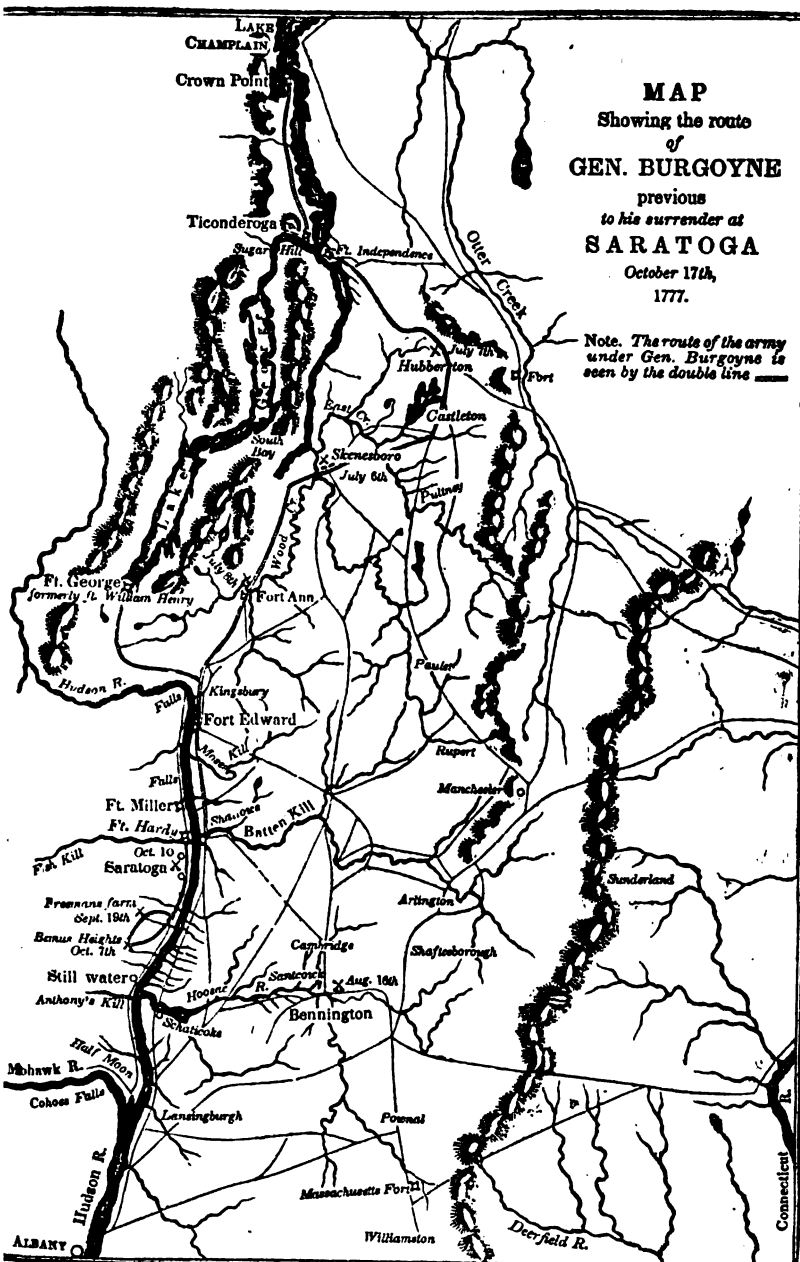 LAKE
CHAMPLAIN
Crown Point
MAP
Showing the route
of
GEN. BURGOYNE
previous
to his surrender at
SARATOGA
October 17th,
1777.
Note. The route of the army
under Gen. Burgoyne is
seen by the double line
Ticonderoga
Sugar Hill
Ft. Independence
Otter Creek
July 7th
Hubberston
Fort
East Cr.
Castleton
South
Bay
Skenesboro
July 6th
Pultney
Lake
Wood Cr.
July 8th
Ft. George
formerly ft. William Henry
Fort Ann
Hudson R.
Falls
Kingsbury
Fort Edward
Pauler
Moses Kill
Rupert
Falls
Manchester
Ft. Miller
Shallows
Ft. Hardy
Batten Kill
Fish Kill
Oct. 10
Saratoga
Sunderland
Arlington
Freemans farm
Sept. 19th
Bemus Heights
Oct. 7th
Cambridge
Shaftesborough
Still water
Hoosac R.
Santcoick
Aug. 16th
Anthony's Kill
Bennington
Schaticoke
Half Moon
Mohawk R.
Cohoes Falls
Lansingburgh
Pownal
Hudson R.
Massachusetts Fort
Williamston
Deerfield R.
Connecticut R.
ALBANY